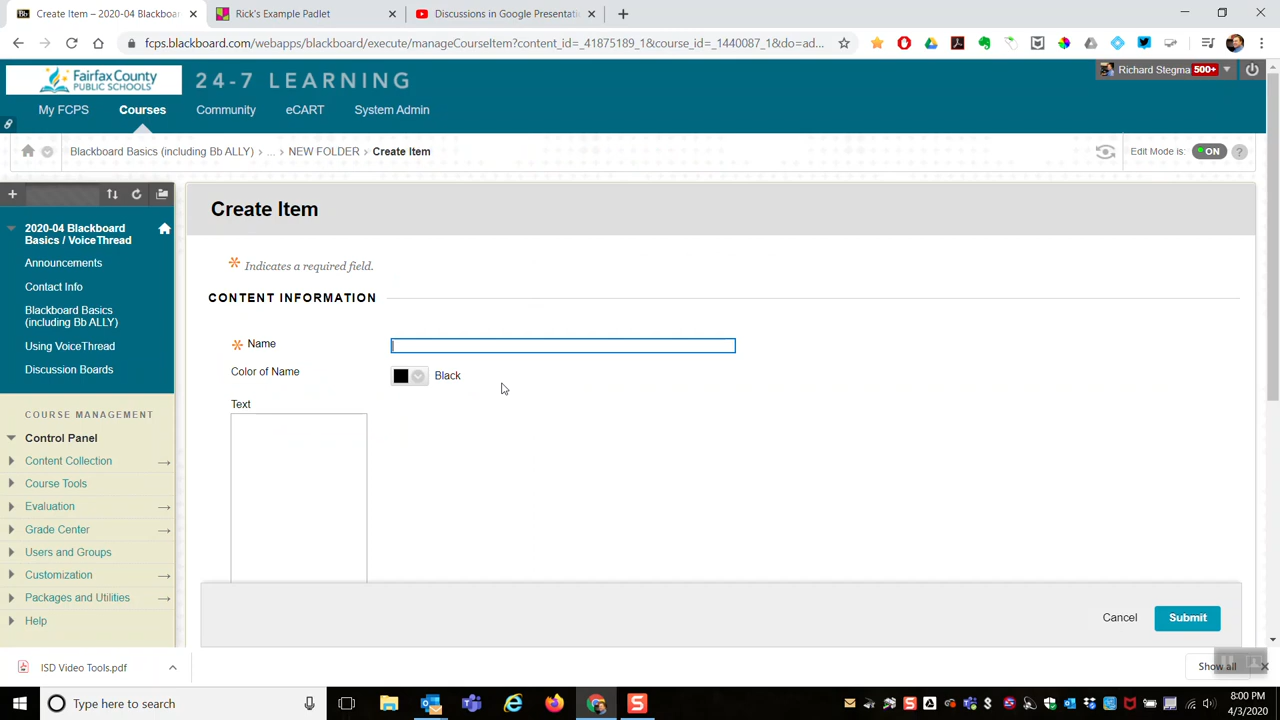 Create Item – 2020-04 Blackboar
Rick's Example Padlet
Discussions in Google Presentati
fcps.blackboard.com/webapps/blackboard/execute/manageCourseItem?content_id=_41875189_1&course_id=_1440087_1&do=ad...
Fairfax County
PUBLIC SCHOOLS
24-7 LEARNING
Richard Stegma 500+
My FCPS
Courses
Community
eCART
System Admin
Blackboard Basics (including Bb ALLY) > ... > NEW FOLDER > Create Item
Edit Mode is: ON ?
2020-04 Blackboard
Basics / VoiceThread
Announcements
Contact Info
Blackboard Basics
(including Bb ALLY)
Using VoiceThread
Discussion Boards
COURSE MANAGEMENT
Control Panel
Content Collection
Course Tools
Evaluation
Grade Center
Users and Groups
Customization
Packages and Utilities
Help
Create Item
* Indicates a required field.
CONTENT INFORMATION
* Name
Color of Name
Black
Text
Cancel
Submit
ISD Video Tools.pdf
Show all
Type here to search
8:00 PM
4/3/2020